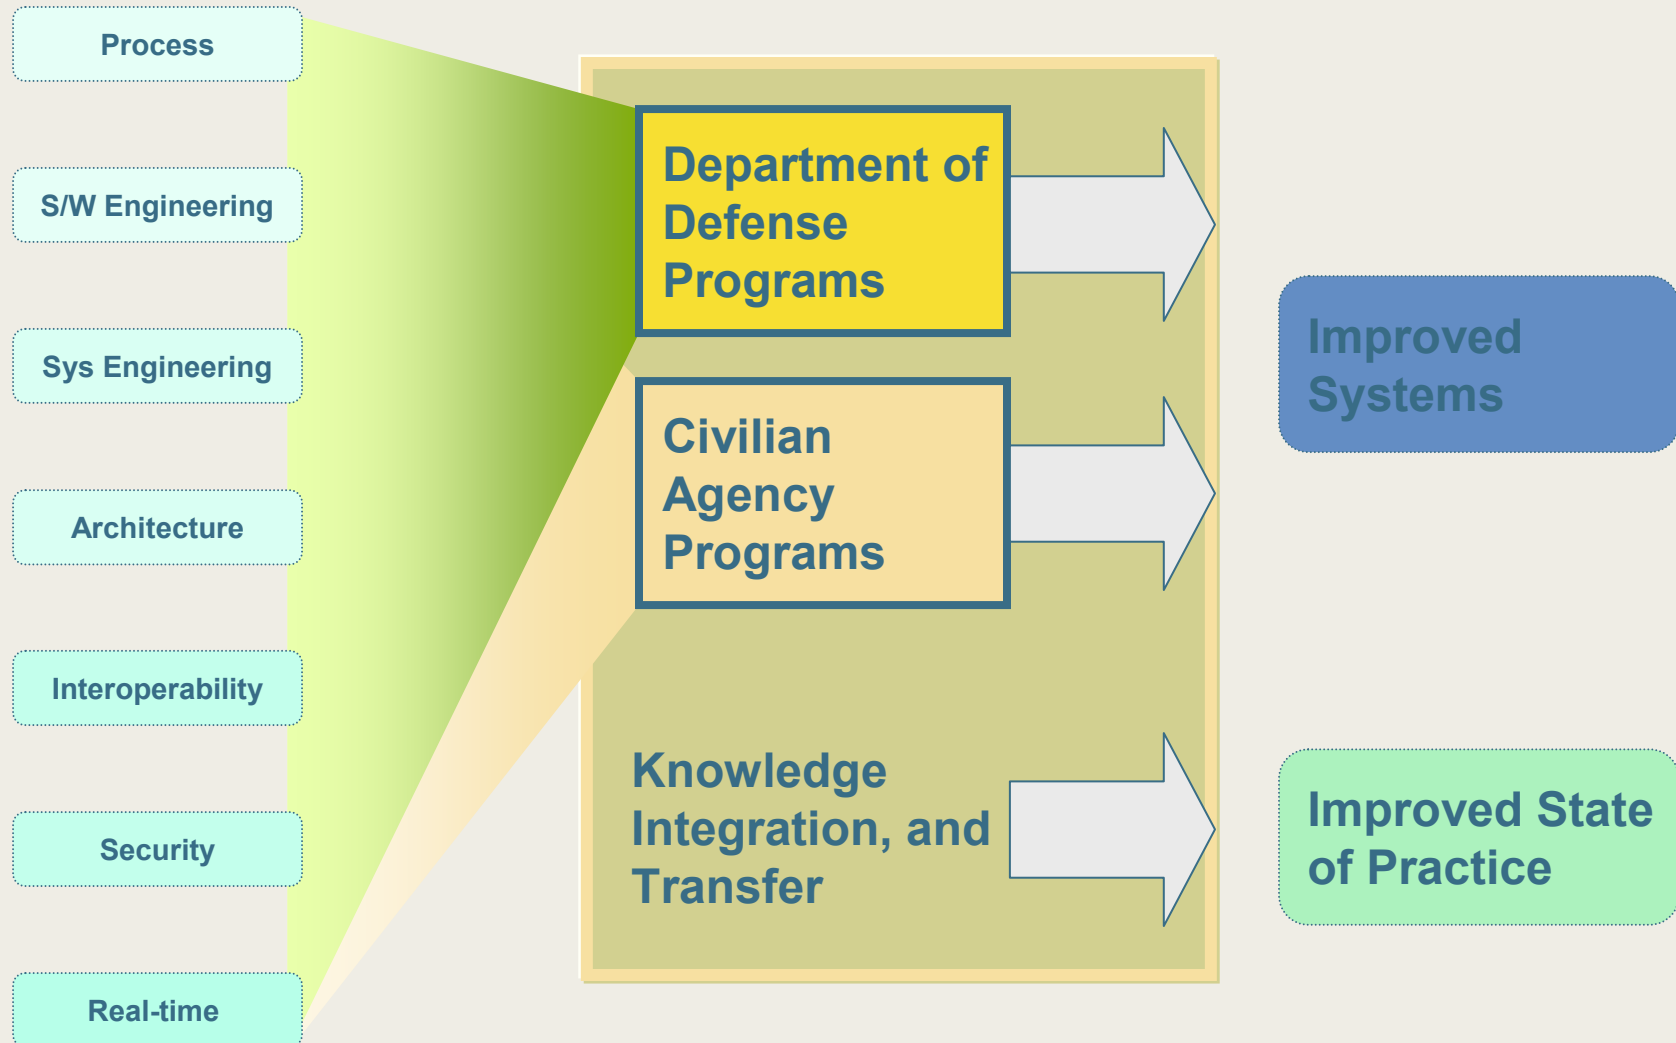 Process
S/W Engineering
Sys Engineering
Architecture
Interoperability
Security
Real-time
Department of
Defense
Programs
Civilian
Agency
Programs
Knowledge
Integration, and
Transfer
Improved
Systems
Improved State
of Practice